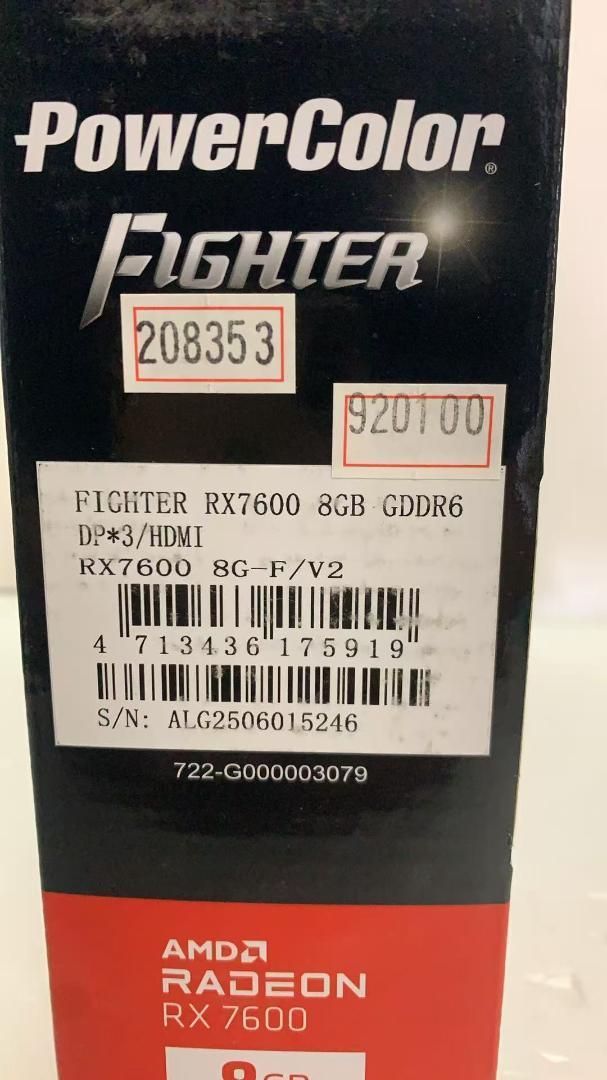 PowerColor®
FIGHTER
208353
920100
FIGHTER RX7600 8GB GDDR6
DP*3/HDMI
RX7600 8G-F/V2
4 713436 175919
S/N: ALG2506015246
722-G000003079
AMD
RADEON
RX 7600
8GB